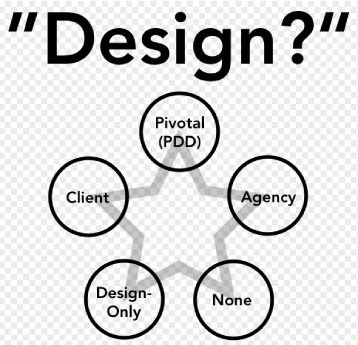 "Design?"
Pivotal
(PDD)
Client
Agency
Design-
Only
None